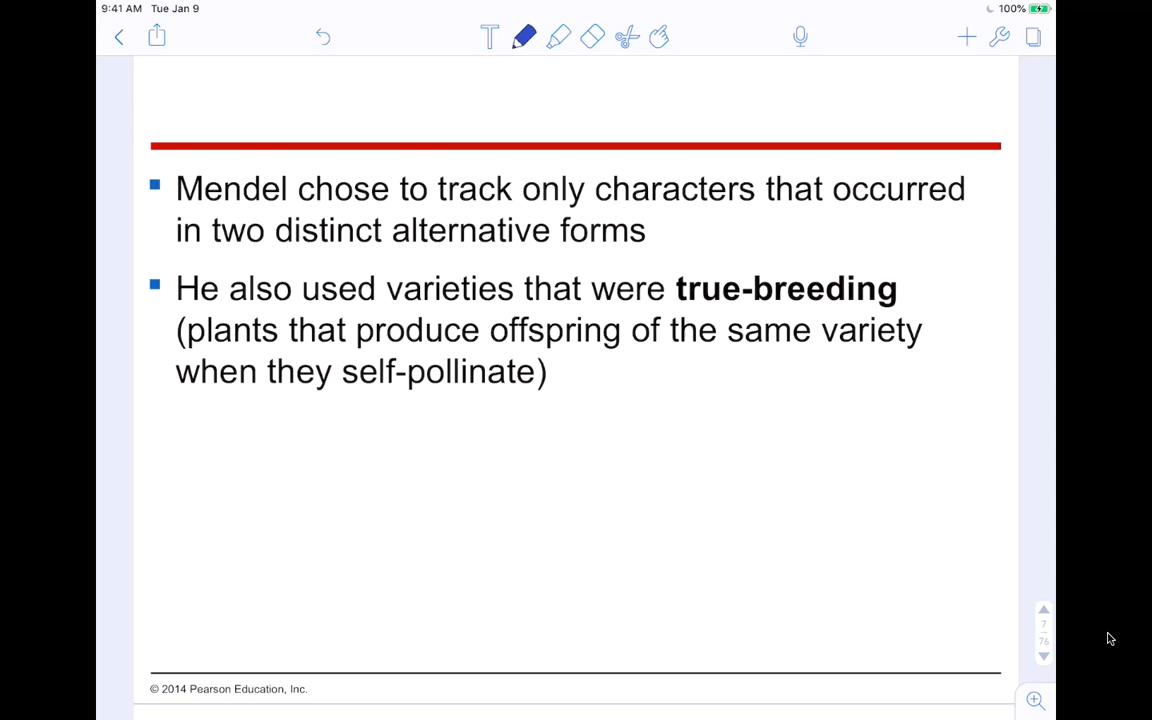 9:41 AM Tue Jan 9 100%
T
Mendel chose to track only characters that occurred
in two distinct alternative forms
He also used varieties that were true-breeding
(plants that produce offspring of the same variety
when they self-pollinate)
7
76
© 2014 Pearson Education, Inc.